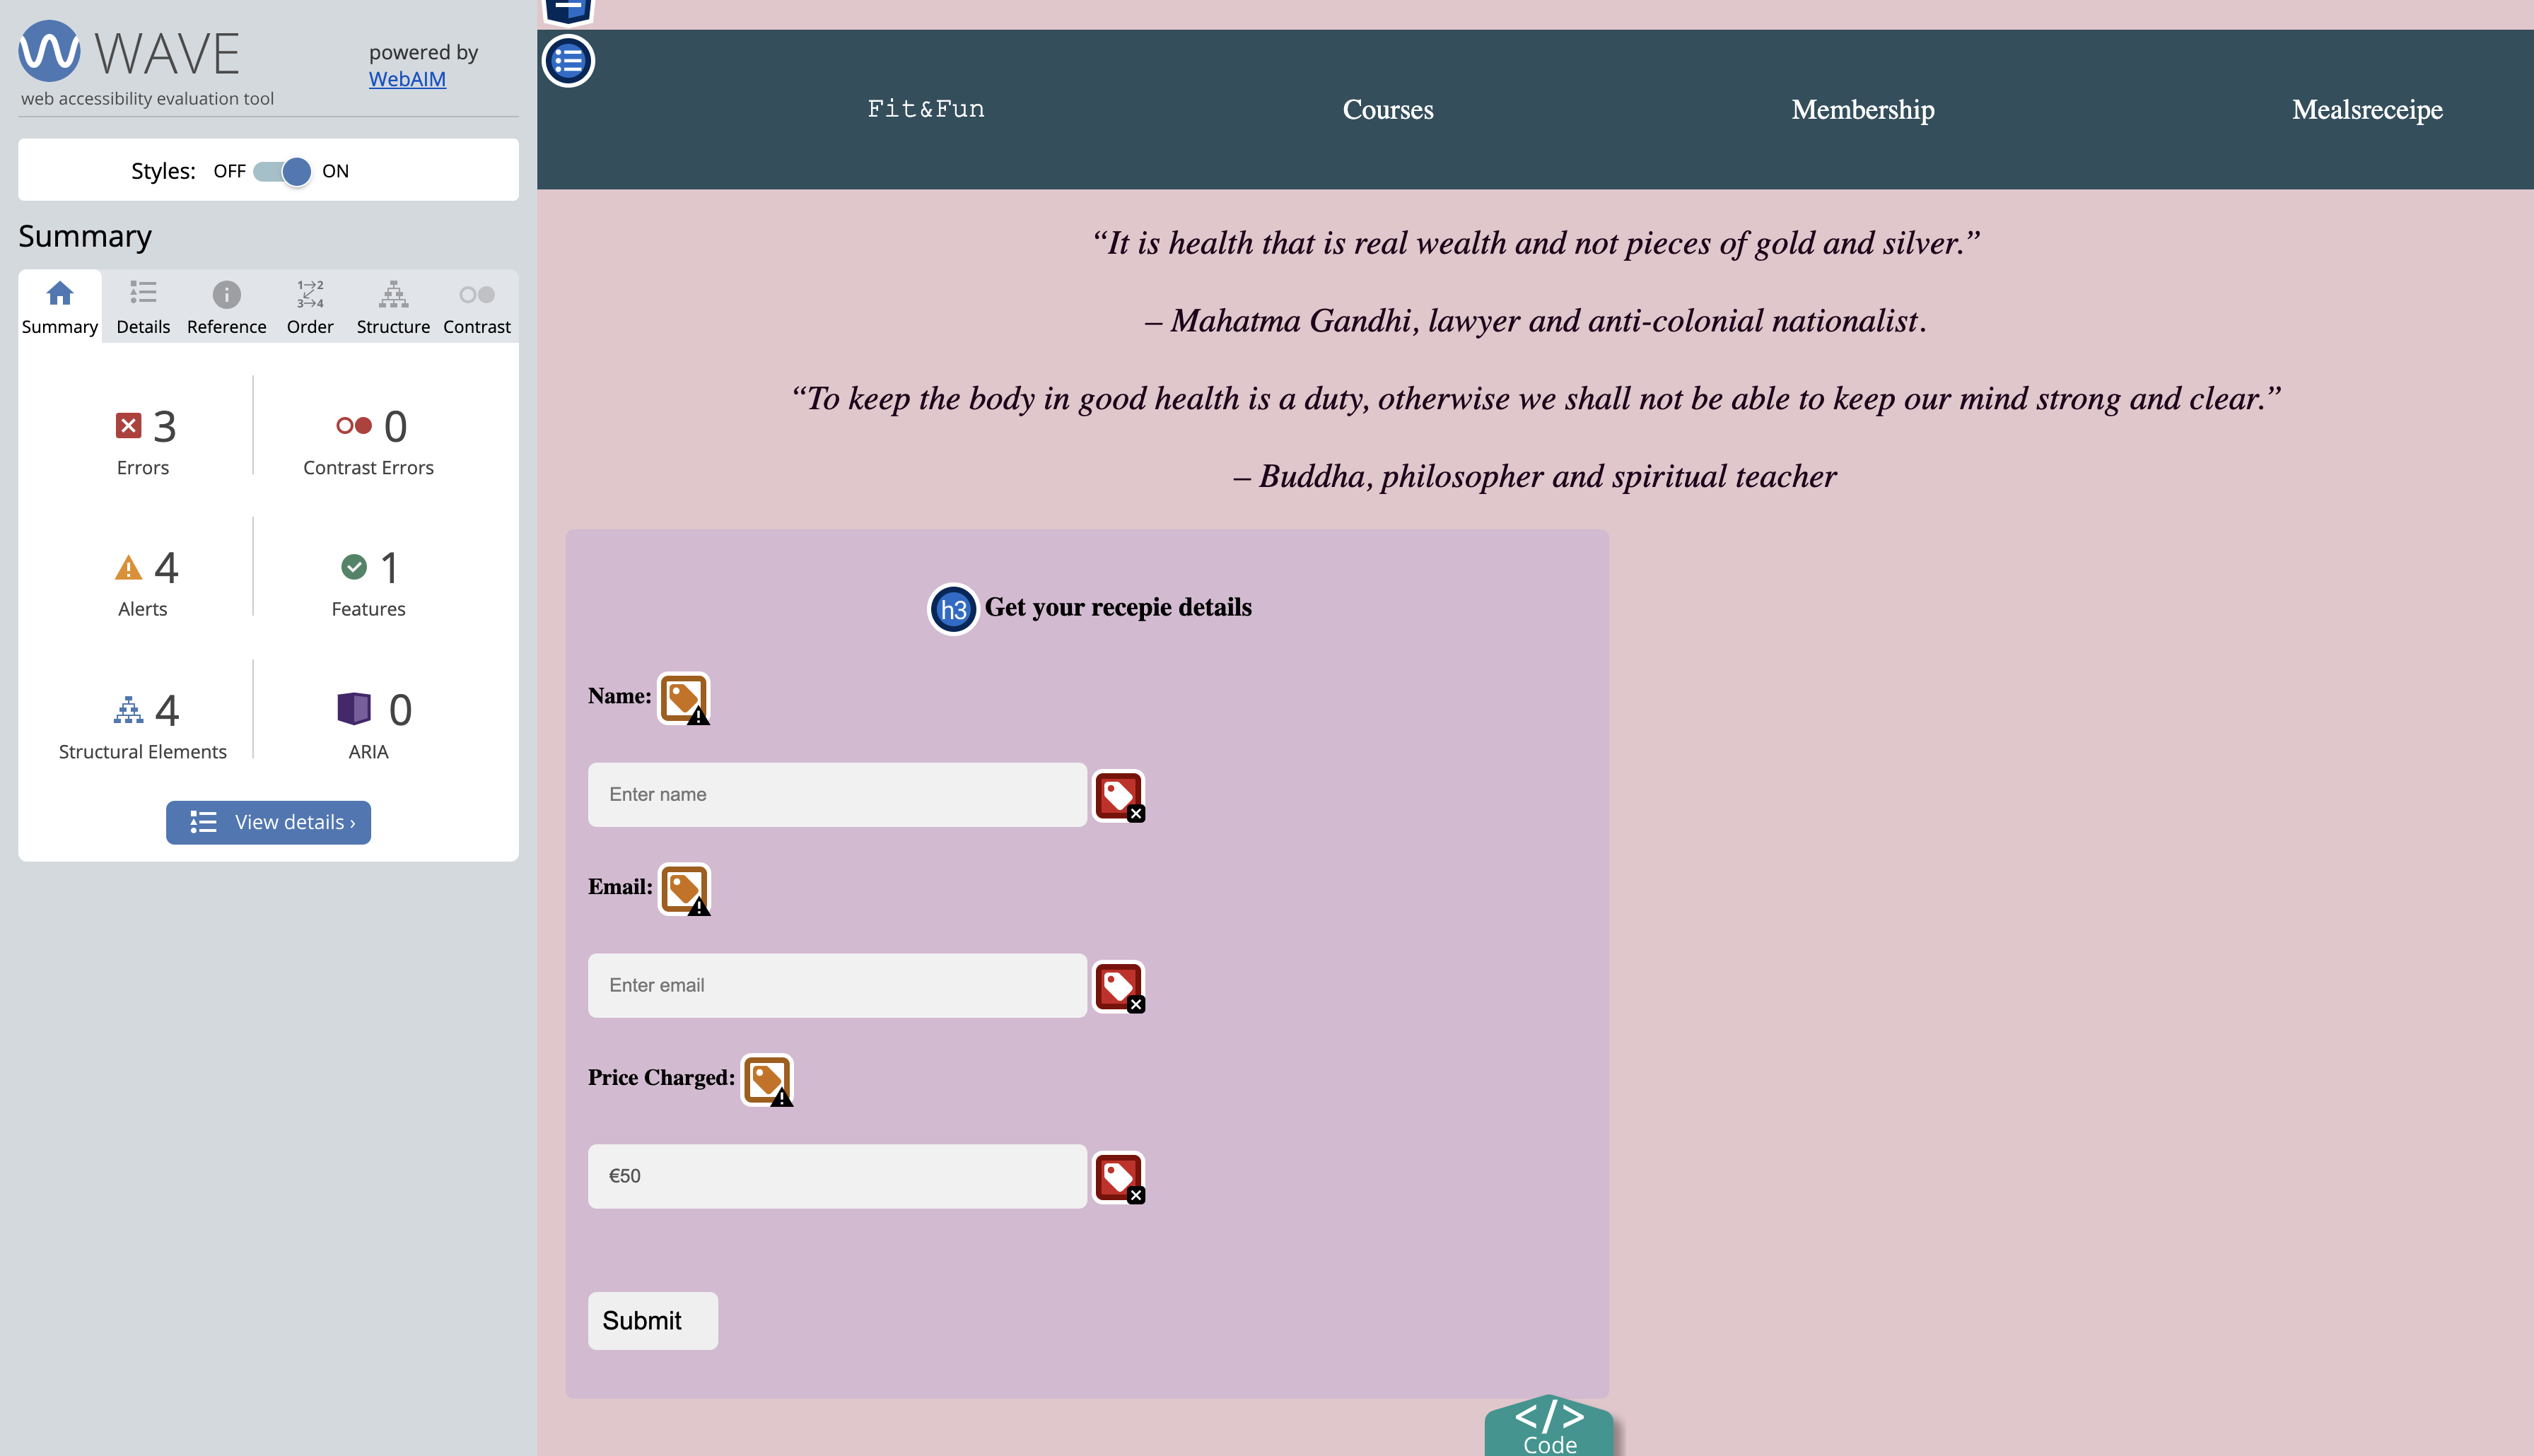 WAVE
powered by
WebAIM
web accessibility evaluation tool
Styles: OFF ON
Summary
1→2
3→4
Summary Details Reference Order Structure Contrast
3
Errors
0
Contrast Errors
4
Alerts
1
Features
4
Structural Elements
0
ARIA
View details ›
Fit&Fun Courses Membership Mealsreceipe
“It is health that is real wealth and not pieces of gold and silver.”
– Mahatma Gandhi, lawyer and anti-colonial nationalist.
“To keep the body in good health is a duty, otherwise we shall not be able to keep our mind strong and clear.”
– Buddha, philosopher and spiritual teacher
h3 Get your recepie details
Name:
Enter name
Email:
Enter email
Price Charged:
€50
Submit
</>
Code